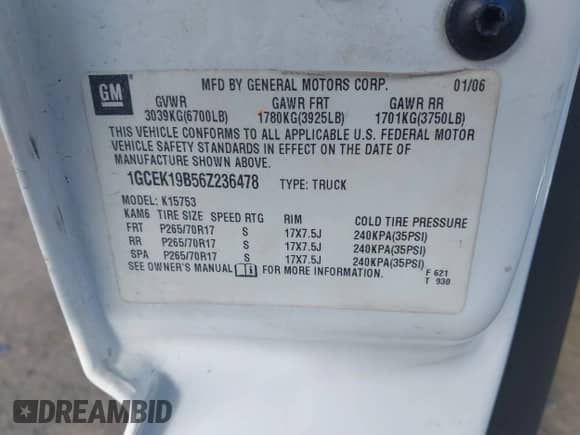 GM
MFD BY GENERAL MOTORS CORP. 01/06
GVWR GAWR FRT GAWR RR
3039KG(6700LB) 1780KG(3925LB) 1701KG(3750LB)
THIS VEHICLE CONFORMS TO ALL APPLICABLE U.S. FEDERAL MOTOR
VEHICLE SAFETY STANDARDS IN EFFECT ON THE DATE OF
MANUFACTURE SHOWN ABOVE.
1GCEK19B56Z236478 TYPE: TRUCK
MODEL: K15753
KAM6 TIRE SIZE SPEED RTG RIM COLD TIRE PRESSURE
FRT P265/70R17 S 17X7.5J 240KPA(35PSI)
RR P265/70R17 S 17X7.5J 240KPA(35PSI)
SPA P265/70R17 S 17X7.5J 240KPA(35PSI)
SEE OWNER'S MANUAL FOR MORE INFORMATION.
F 621
T 930
DREAMBID